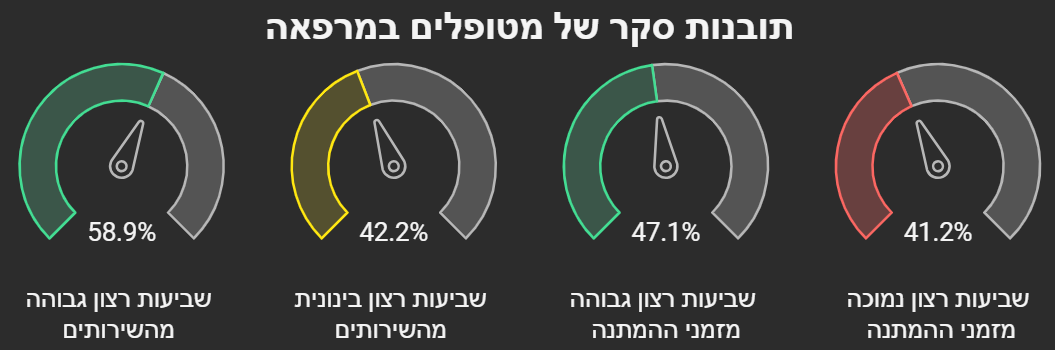 תובנות סקר של מטופלים במרפאה
41.2%
שביעות רצון נמוכה
מזמני ההמתנה
47.1%
שביעות רצון גבוהה
מזמני ההמתנה
42.2%
שביעות רצון בינונית
מהשירותים
58.9%
שביעות רצון גבוהה
מהשירותים